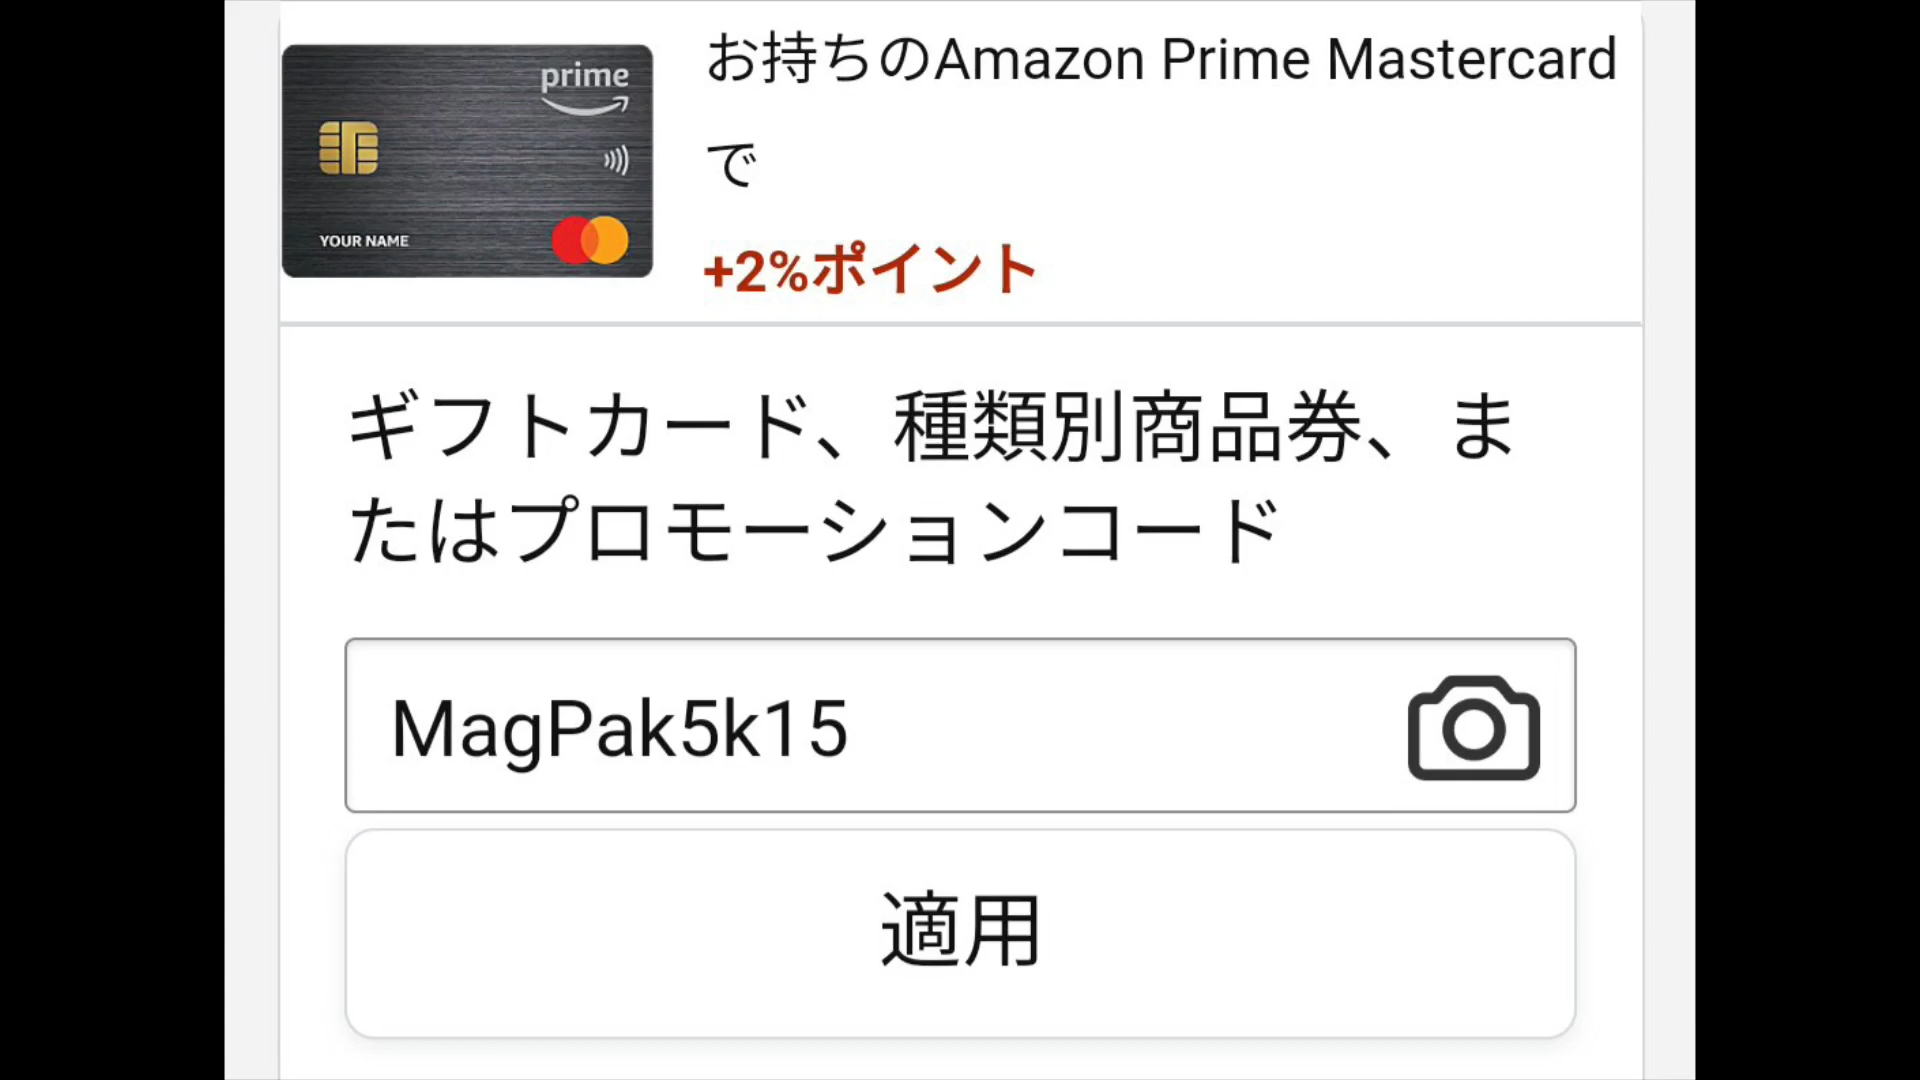 prime
お持ちのAmazon Prime Mastercard
で
YOUR NAME
+2%ポイント
ギフトカード、種類別商品券、ま
たはプロモーションコード
MagPak5k15
適用